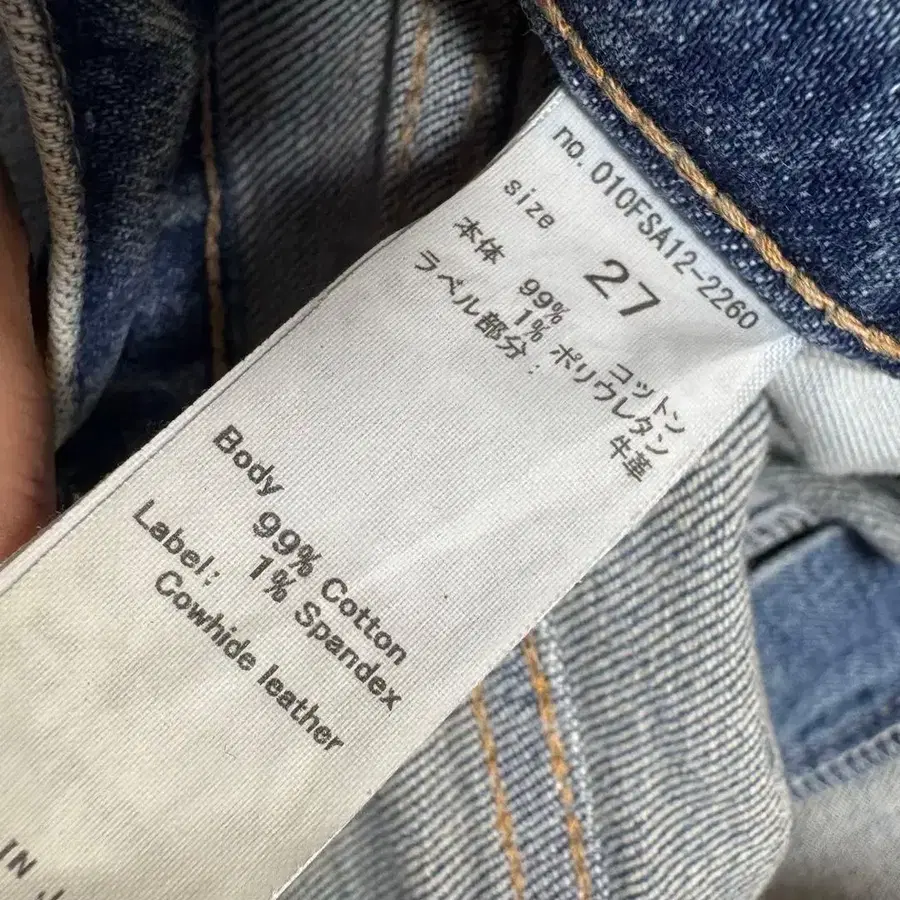 no. 010FSA12-2260
size 27
本体 99% コットン
1% ポリウレタン
ラベル部分: 牛革
Body 99% Cotton
1% Spandex
Label: Cowhide leather
IN